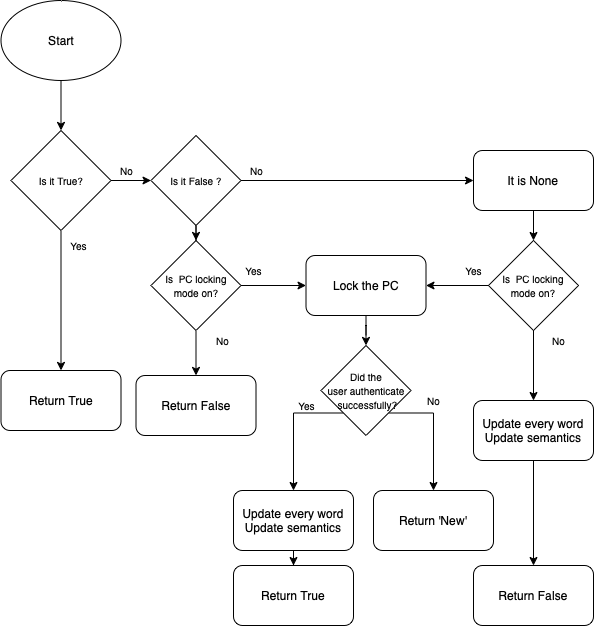 Start
Is it True?
No
Is it False ?
No
It is None
Yes
Is  PC locking
mode on?
Yes
Lock the PC
Yes
Is  PC locking
mode on?
No
No
Return True
Return False
Did the
user authenticate
successfully?
Yes
No
Update every word
Update semantics
Update every word
Update semantics
Return 'New'
Return True
Return False